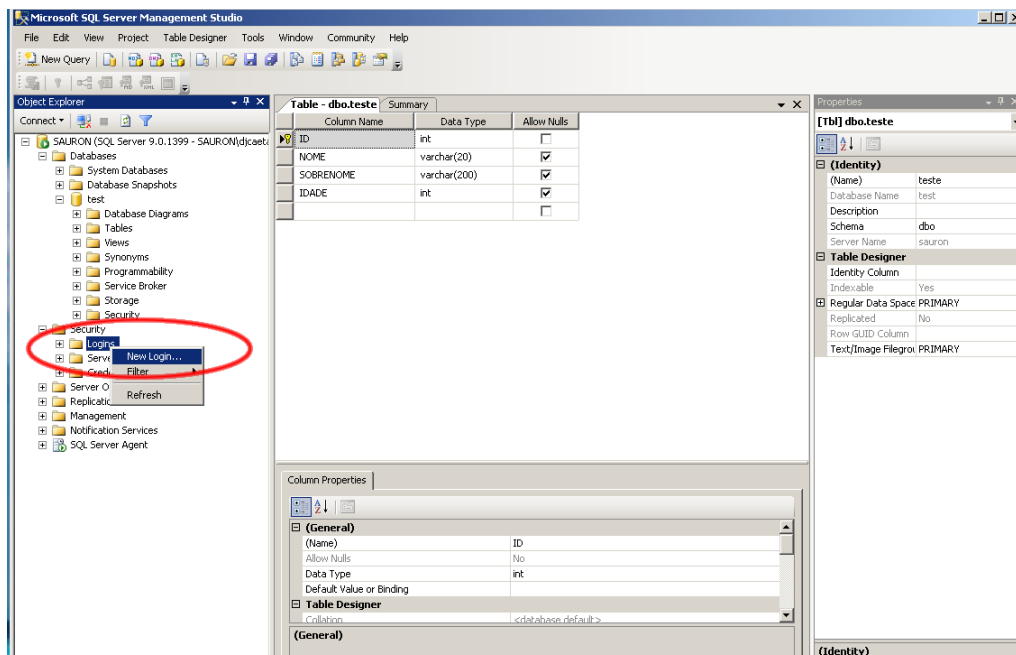 Microsoft SQL Server Management Studio
File Edit View Project Table Designer Tools Window Community Help
New Query
Object Explorer
Connect
SAURON (SQL Server 9.0.1399 - SAURON\djcaeta
Databases
System Databases
Database Snapshots
test
Database Diagrams
Tables
Views
Synonyms
Programmability
Service Broker
Storage
Security
Security
Logins
New Login...
Serve
Filter
Crede
Refresh
Server O
Replicatio
Management
Notification Services
SQL Server Agent
Table - dbo.teste Summary
Column Name Data Type Allow Nulls
ID int
NOME varchar(20)
SOBRENOME varchar(200)
IDADE int
Column Properties
(General)
(Name) ID
Allow Nulls No
Data Type int
Default Value or Binding
Table Designer
Collation <database default>
(General)
Properties
[Tbl] dbo.teste
(Identity)
(Name) teste
Database Name test
Description
Schema dbo
Server Name sauron
Table Designer
Identity Column
Indexable Yes
Regular Data Space PRIMARY
Replicated No
Row GUID Column
Text/Image Filegrou PRIMARY
(Identity)